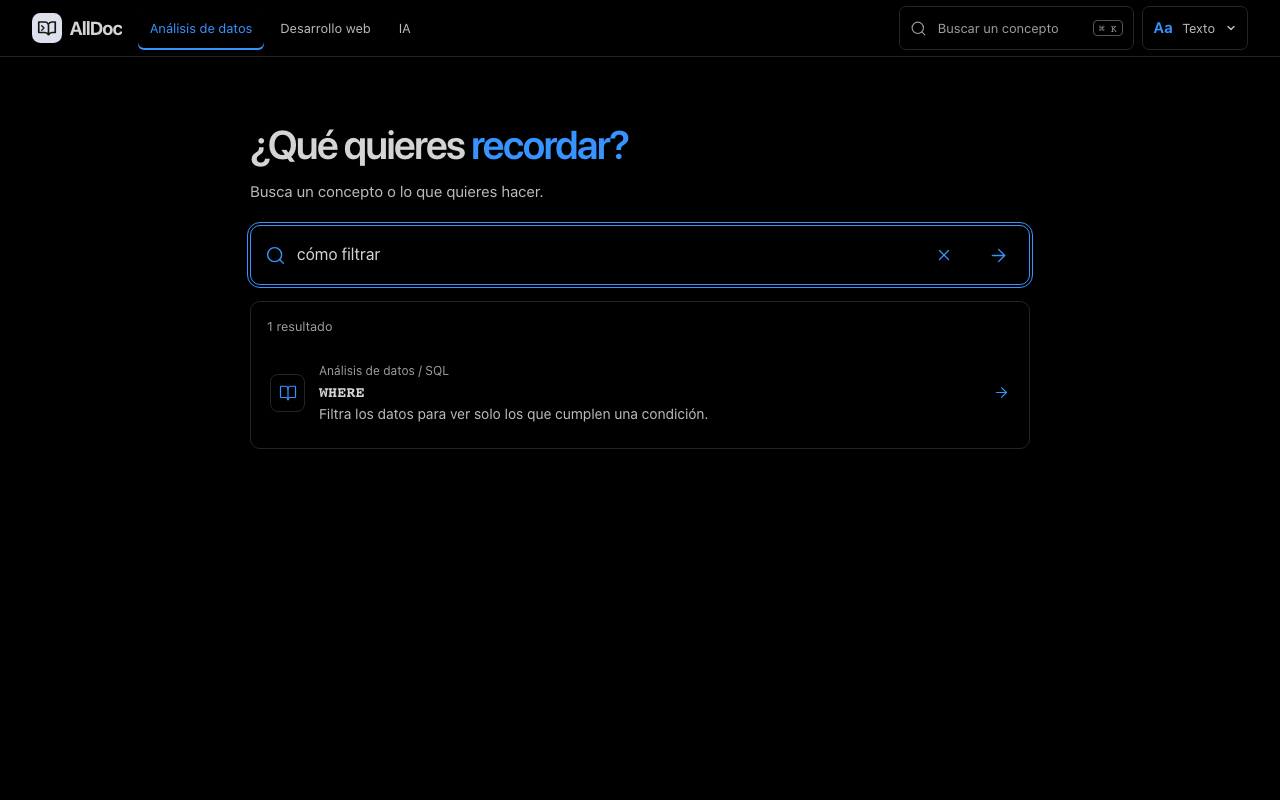 AllDoc
Análisis de datos
Desarrollo web
IA
Buscar un concepto
⌘ K
Aa Texto
¿Qué quieres recordar?
Busca un concepto o lo que quieres hacer.
cómo filtrar
1 resultado
Análisis de datos / SQL
WHERE
Filtra los datos para ver solo los que cumplen una condición.